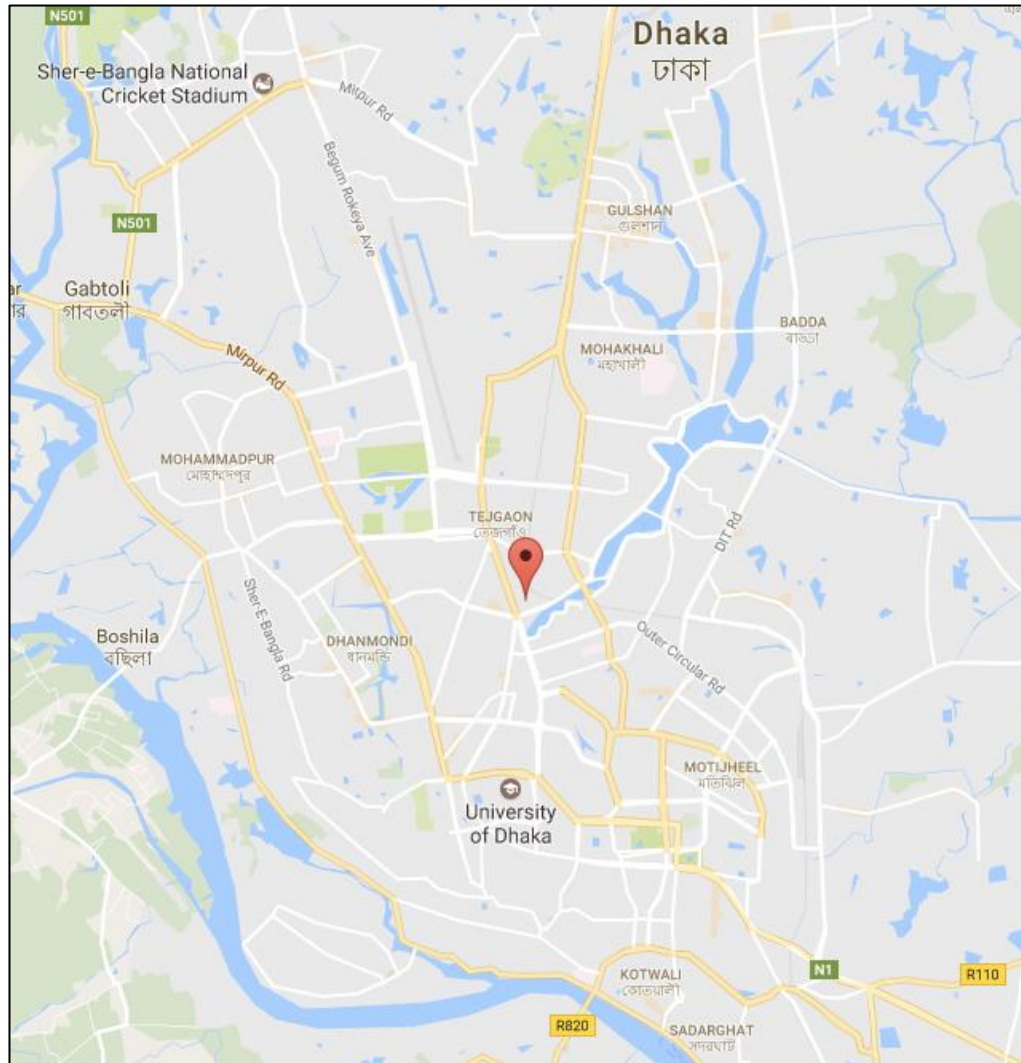 N501
Dhaka
ঢাকা
Sher-e-Bangla National
Cricket Stadium
Mirpur Rd
Begum Rokeya Ave
GULSHAN
গুলশান
N501
Gabtoli
গাবতলী
BADDA
বাড্ডা
MOHAKHALI
মহাখালী
Mirpur Rd
MOHAMMADPUR
মোহাম্মদপুর
TEJGAON
তেজগাঁও
DIT Rd
Sher-E-Bangla Rd
Boshila
বছিলা
DHANMONDI
ধানমন্ডি
Outer Circular Rd
MOTIJHEEL
মতিঝিল
University
of Dhaka
KOTWALI
কোতয়ালী
N1
R110
R820
SADARGHAT
সদরঘাট